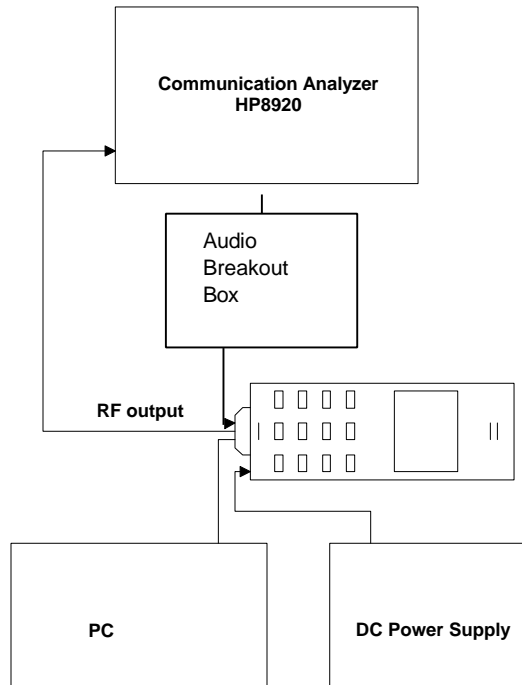 Communication Analyzer
HP8920
Audio
Breakout
Box
RF output
PC
DC Power Supply